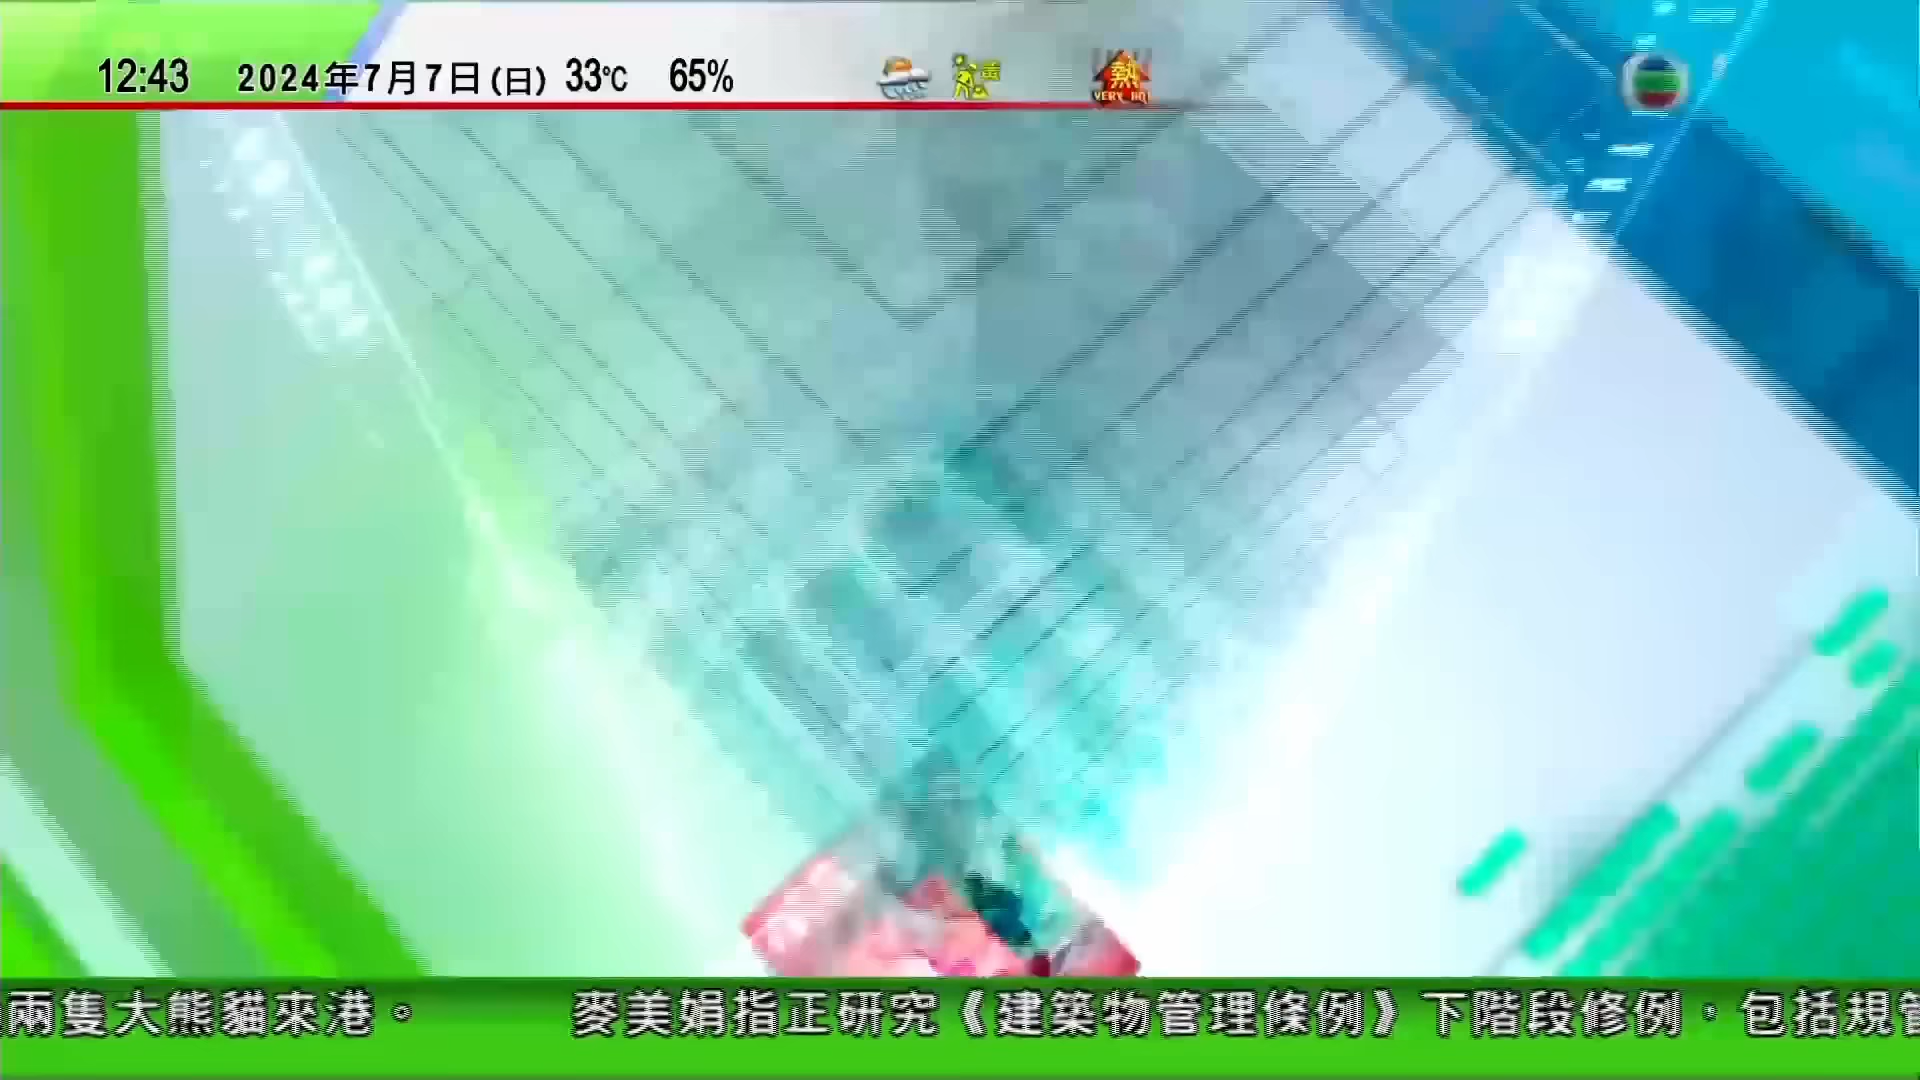 12:43 2024年7月7日(日) 33℃ 65% 黃 熱
VERY HOT
兩隻大熊貓來港。 麥美娟指正研究《建築物管理條例》下階段修例，包括規管